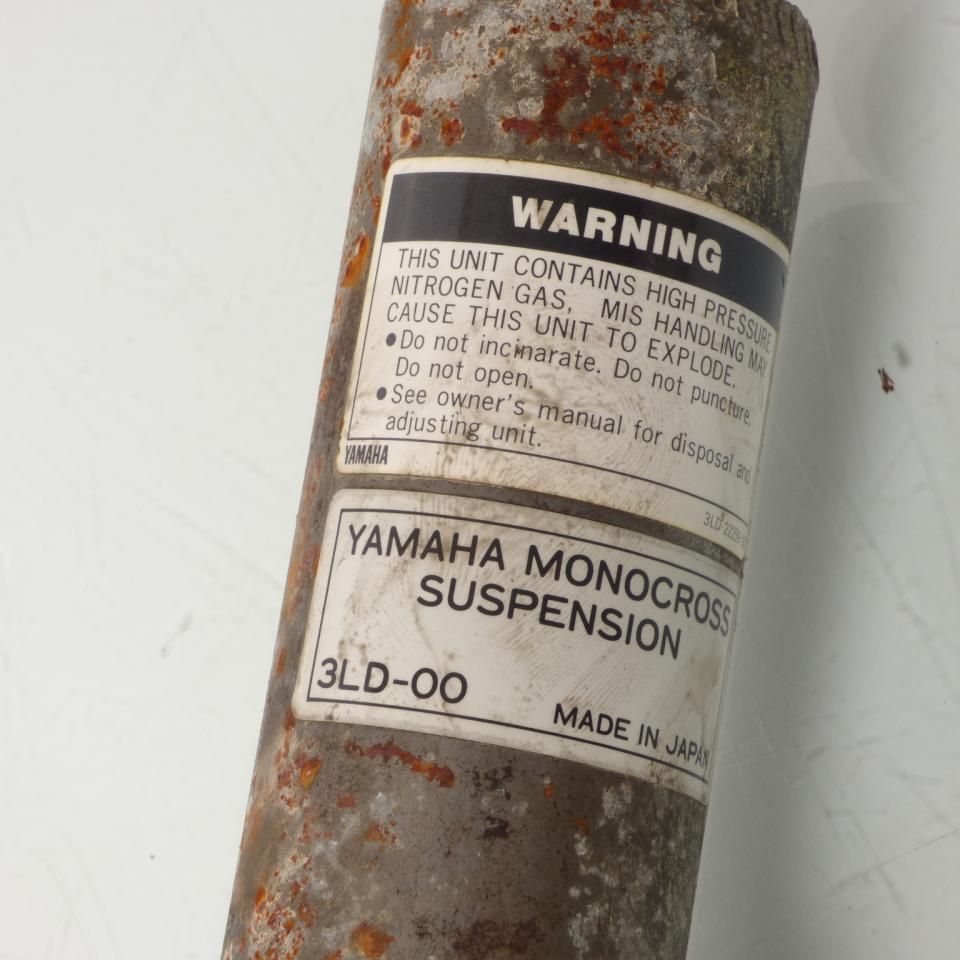 WARNING
THIS UNIT CONTAINS HIGH PRESSURE
NITROGEN GAS, MIS HANDLING MAY
CAUSE THIS UNIT TO EXPLODE.
●Do not incinarate. Do not puncture.
Do not open.
●See owner's manual for disposal and
adjusting unit.
YAMAHA
YAMAHA MONOCROSS
SUSPENSION
3LD-00
MADE IN JAPAN